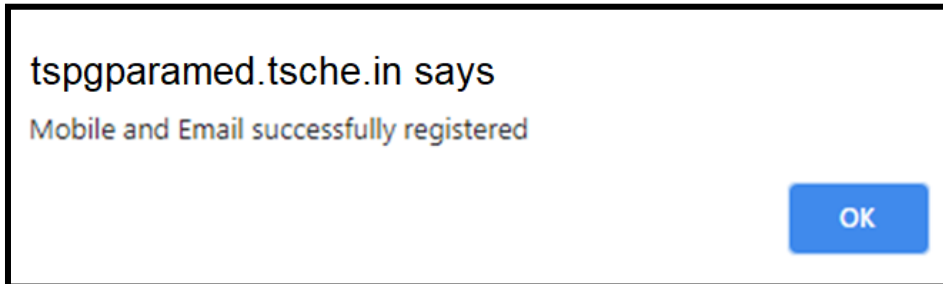 tspgparamed.tsche.in says
Mobile and Email successfully registered
OK